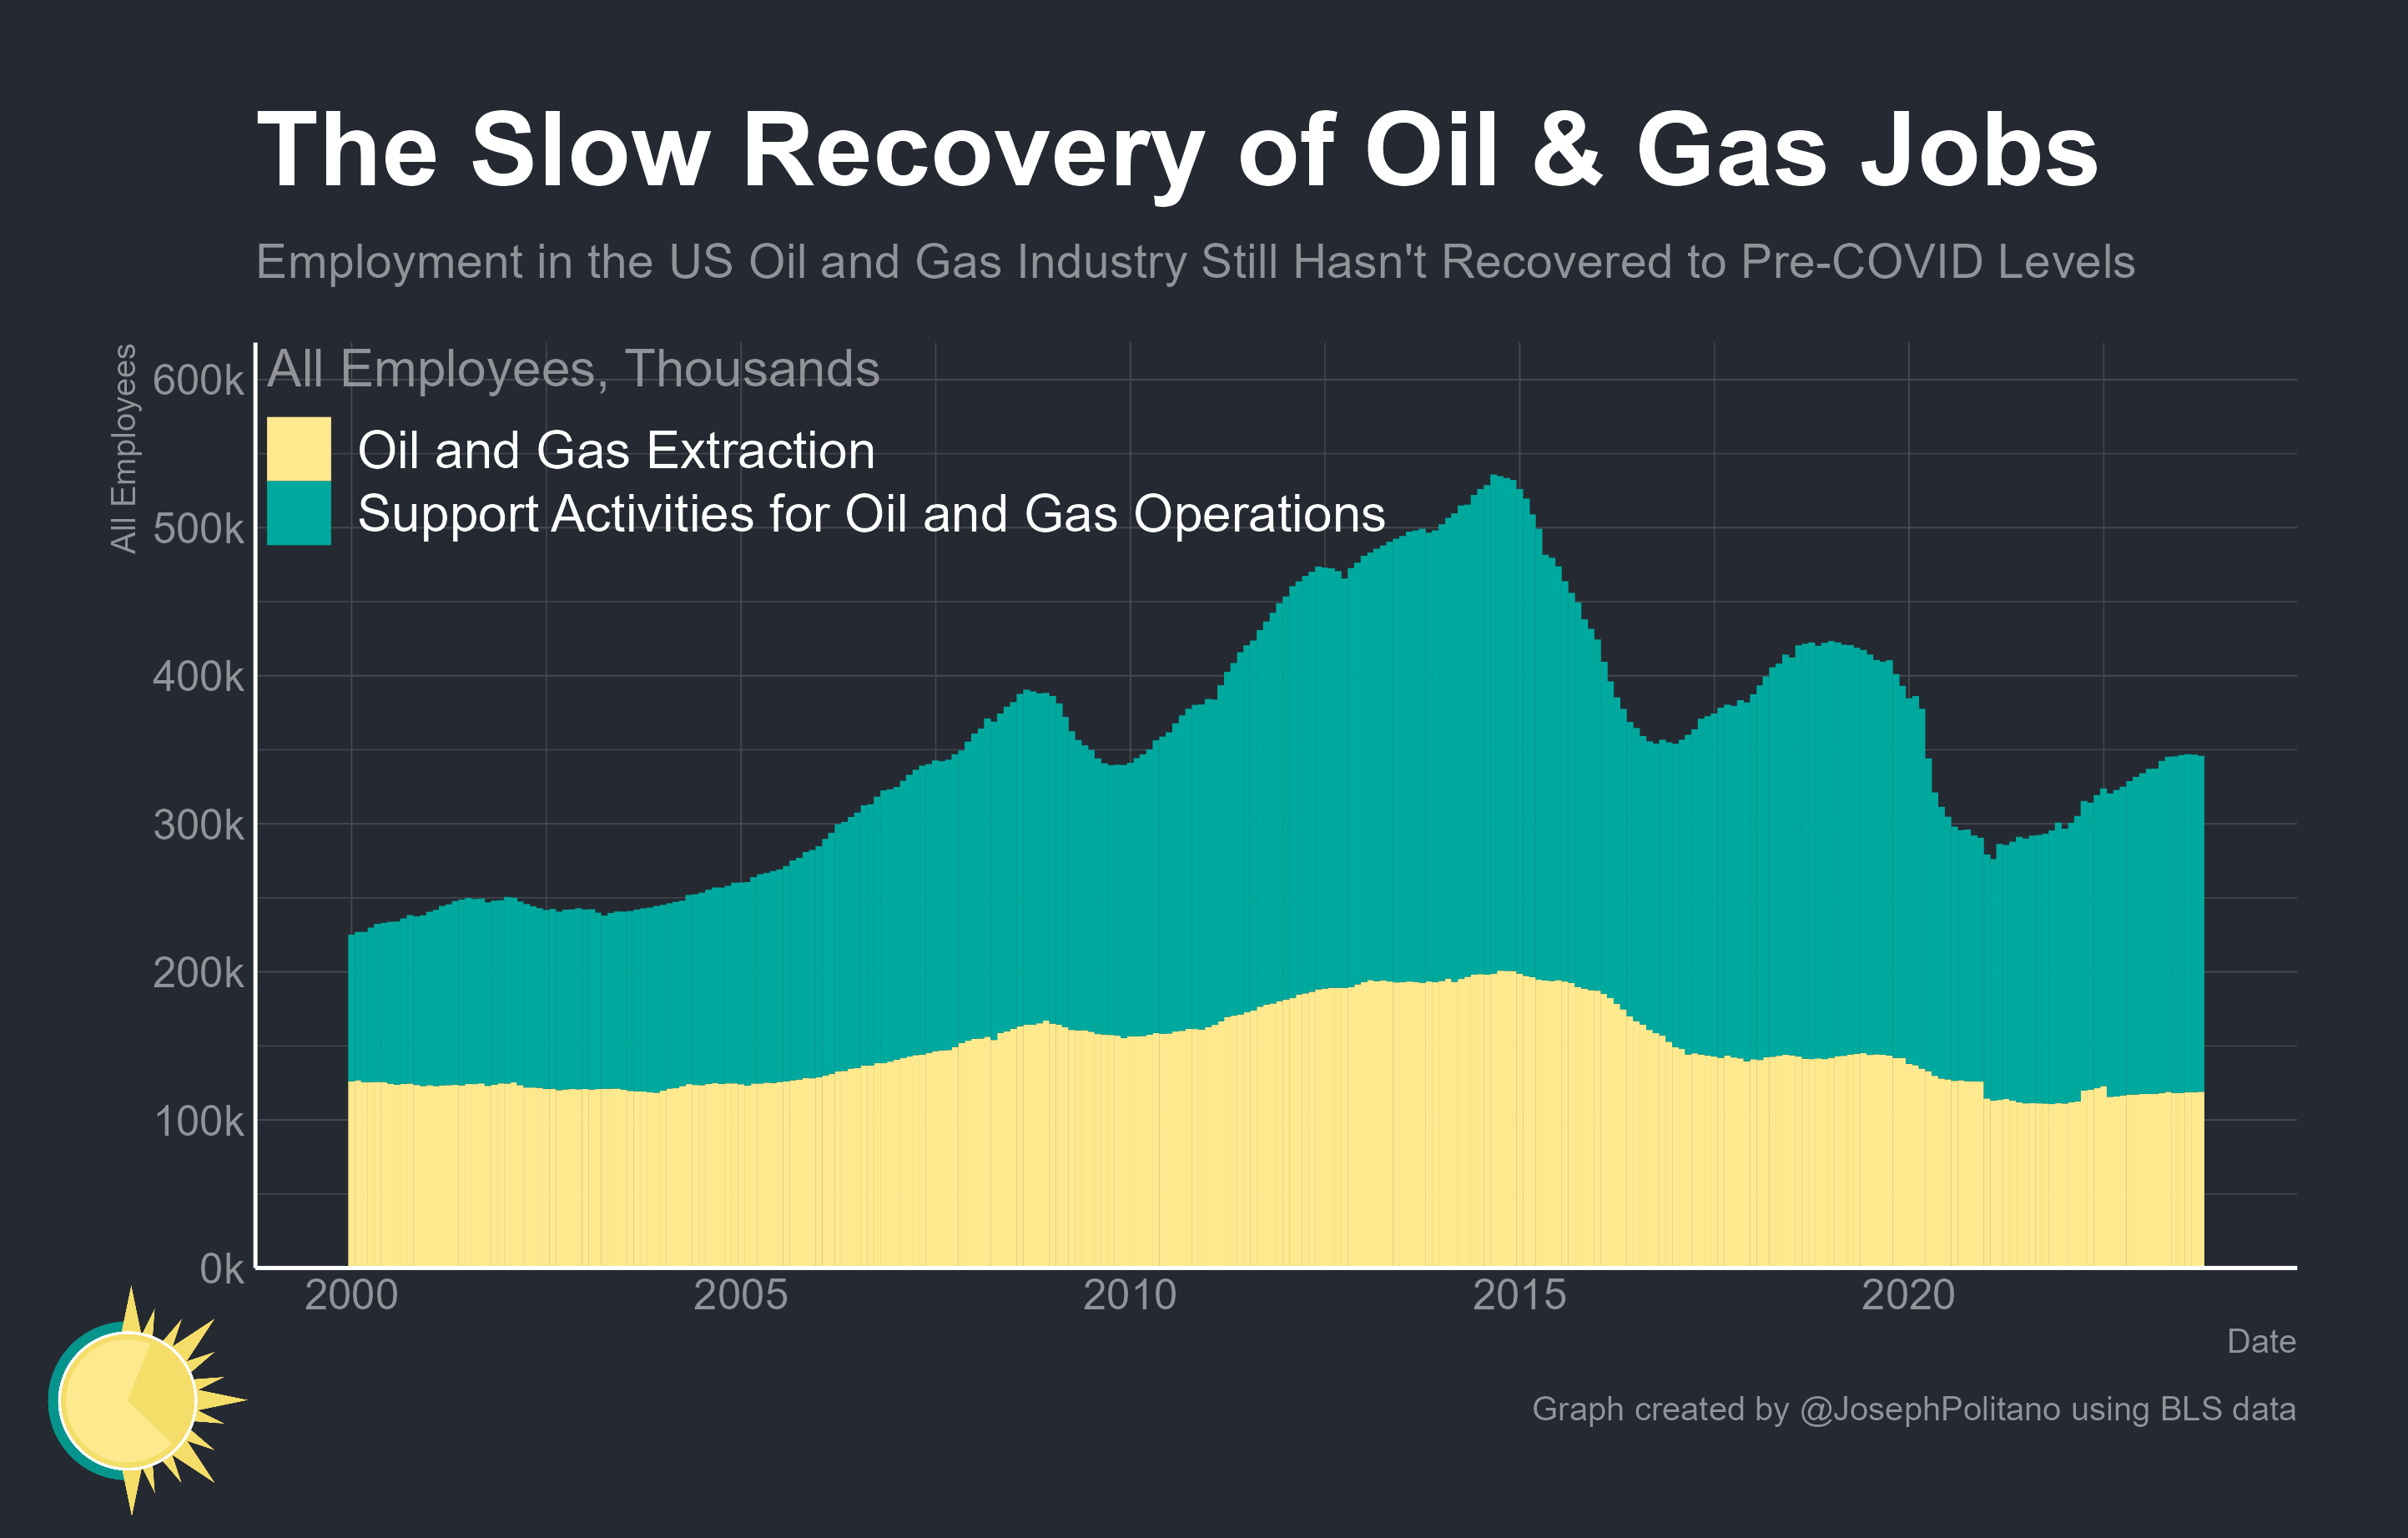 The Slow Recovery of Oil & Gas Jobs
Employment in the US Oil and Gas Industry Still Hasn't Recovered to Pre-COVID Levels
All Employees
All Employees, Thousands
Oil and Gas Extraction
Support Activities for Oil and Gas Operations
600k
500k
400k
300k
200k
100k
0k
2000 2005 2010 2015 2020
Date
Graph created by @JosephPolitano using BLS data